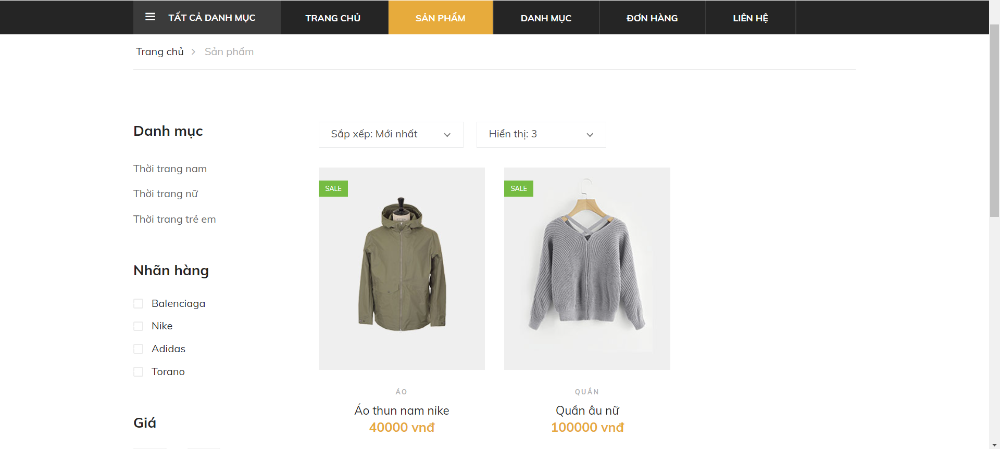 TẤT CẢ DANH MỤC
TRANG CHỦ
SẢN PHẨM
DANH MỤC
ĐƠN HÀNG
LIÊN HỆ
Trang chủ
Sản phẩm
Danh mục
Thời trang nam
Thời trang nữ
Thời trang trẻ em
Nhãn hàng
Balenciaga
Nike
Adidas
Torano
Giá
Sắp xếp: Mới nhất
Hiển thị: 3
SALE
ÁO
Áo thun nam nike
40000 vnđ
SALE
QUẦN
Quần âu nữ
100000 vnđ